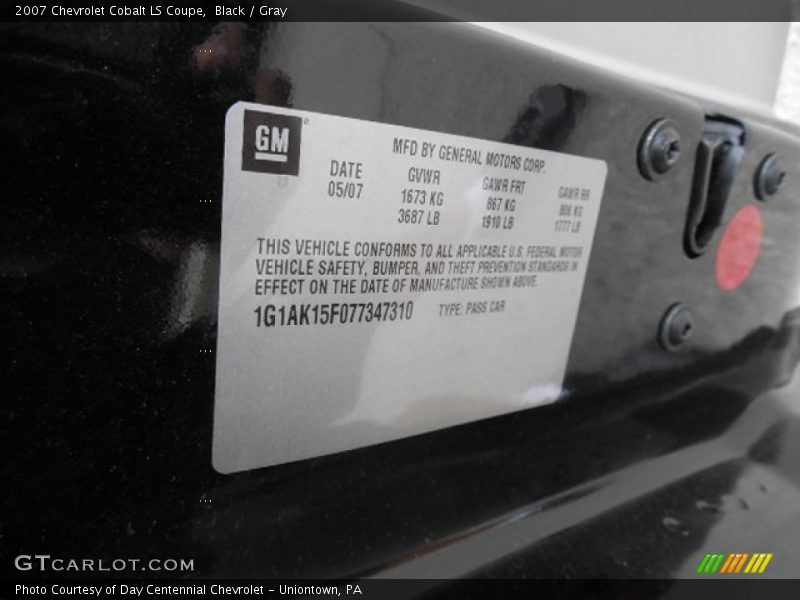 2007 Chevrolet Cobalt LS Coupe, Black / Gray
GM
MFD BY GENERAL MOTORS CORP.
DATE GVWR GAWR FRT GAWR RR
05/07 1673 KG 867 KG 806 KG
3687 LB 1910 LB 1777 LB
THIS VEHICLE CONFORMS TO ALL APPLICABLE U.S. FEDERAL MOTOR
VEHICLE SAFETY, BUMPER, AND THEFT PREVENTION STANDARDS IN
EFFECT ON THE DATE OF MANUFACTURE SHOWN ABOVE.
1G1AK15F077347310 TYPE: PASS CAR
GTCARLOT.COM
Photo Courtesy of Day Centennial Chevrolet - Uniontown, PA